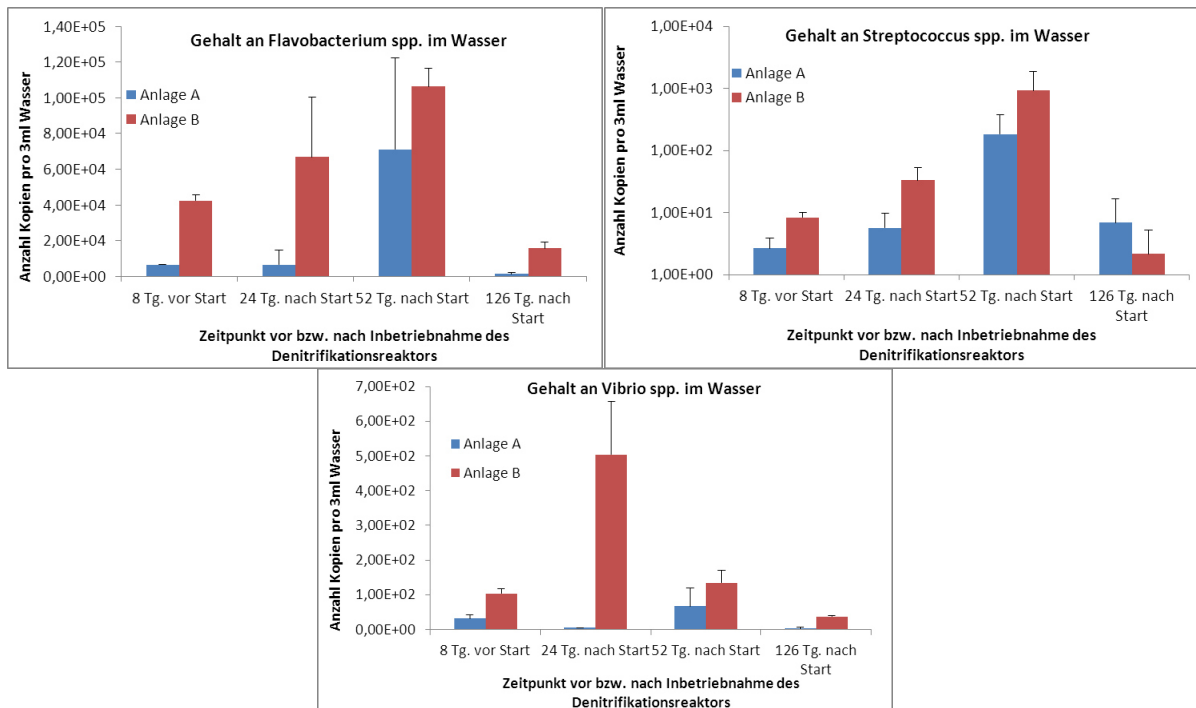 Gehalt an Flavobacterium spp. im Wasser
Anzahl Kopien pro 3ml Wasser
1,40E+05
1,20E+05
1,00E+05
8,00E+04
6,00E+04
4,00E+04
2,00E+04
0,00E+00
Anlage A
Anlage B
8 Tg. vor Start 24 Tg. nach Start 52 Tg. nach Start 126 Tg. nach
Start
Zeitpunkt vor bzw. nach Inbetriebnahme des
Denitrifikationsreaktors
Gehalt an Streptococcus spp. im Wasser
Anzahl Kopien pro 3ml Wasser
1,00E+04
1,00E+03
1,00E+02
1,00E+01
1,00E+00
Anlage A
Anlage B
8 Tg. vor Start 24 Tg. nach Start 52 Tg. nach Start 126 Tg. nach
Start
Zeitpunkt vor bzw. nach Inbetriebnahme des
Denitrifikationsreaktors
Gehalt an Vibrio spp. im Wasser
Anzahl Kopien pro 3ml Wasser
7,00E+02
6,00E+02
5,00E+02
4,00E+02
3,00E+02
2,00E+02
1,00E+02
0,00E+00
Anlage A
Anlage B
8 Tg. vor Start 24 Tg. nach Start 52 Tg. nach Start 126 Tg. nach
Start
Zeitpunkt vor bzw. nach Inbetriebnahme des
Denitrifikationsreaktors